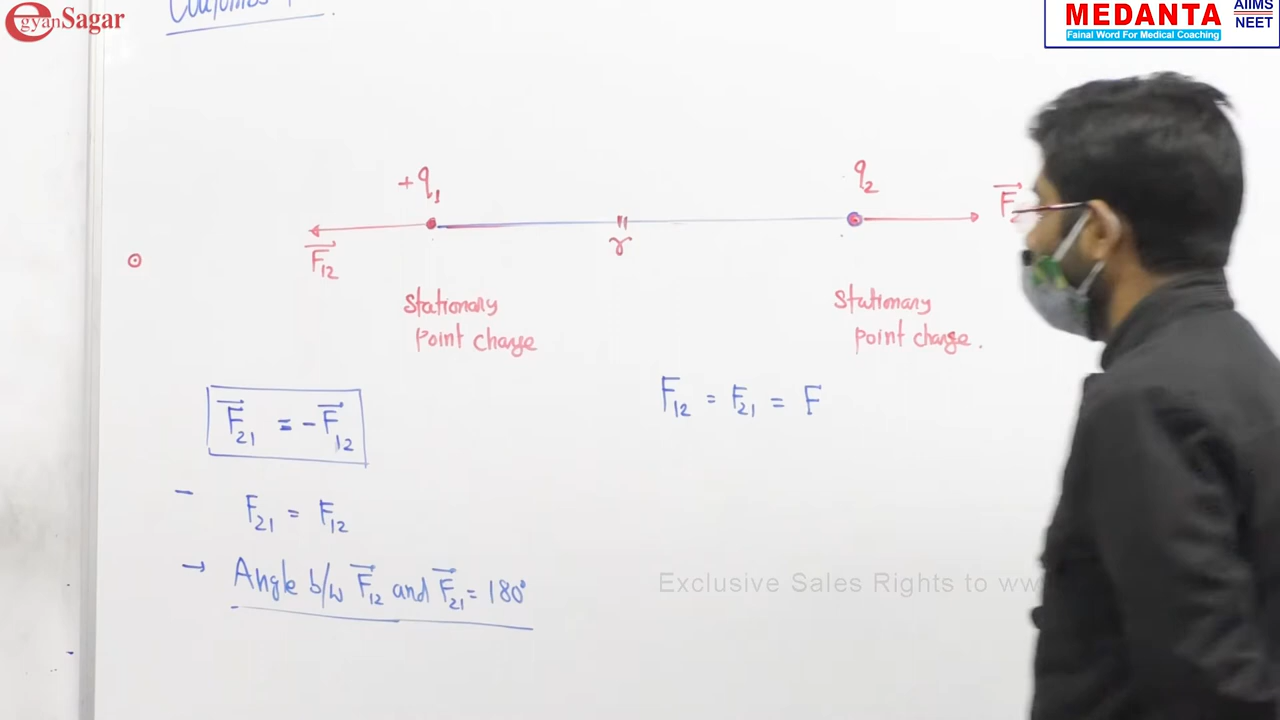 egyanSagar
MEDANTA
AIIMS
NEET
Fainal Word For Medical Coaching
+q₁
q₂
F₁₂
r
Stationary
Point charge
Stationary
point charge.
F₂₁ = -F₁₂
F₁₂ = F₂₁ = F
- F₂₁ = F₁₂
→ Angle b/w F₁₂ and F₂₁ = 180°
Exclusive Sales Rights to